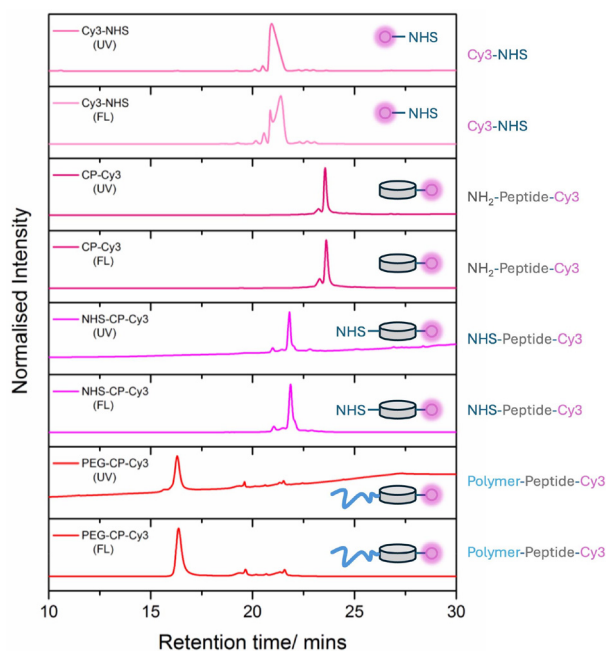 Cy3-NHS
(UV)
NHS
Cy3-NHS
Cy3-NHS
(FL)
NHS
Cy3-NHS
CP-Cy3
(UV)
NH₂-Peptide-Cy3
CP-Cy3
(FL)
NH₂-Peptide-Cy3
NHS-CP-Cy3
(UV)
NHS
NHS-Peptide-Cy3
NHS-CP-Cy3
(FL)
NHS
NHS-Peptide-Cy3
PEG-CP-Cy3
(UV)
Polymer-Peptide-Cy3
PEG-CP-Cy3
(FL)
Polymer-Peptide-Cy3
Normalised Intensity
10 15 20 25 30
Retention time/ mins